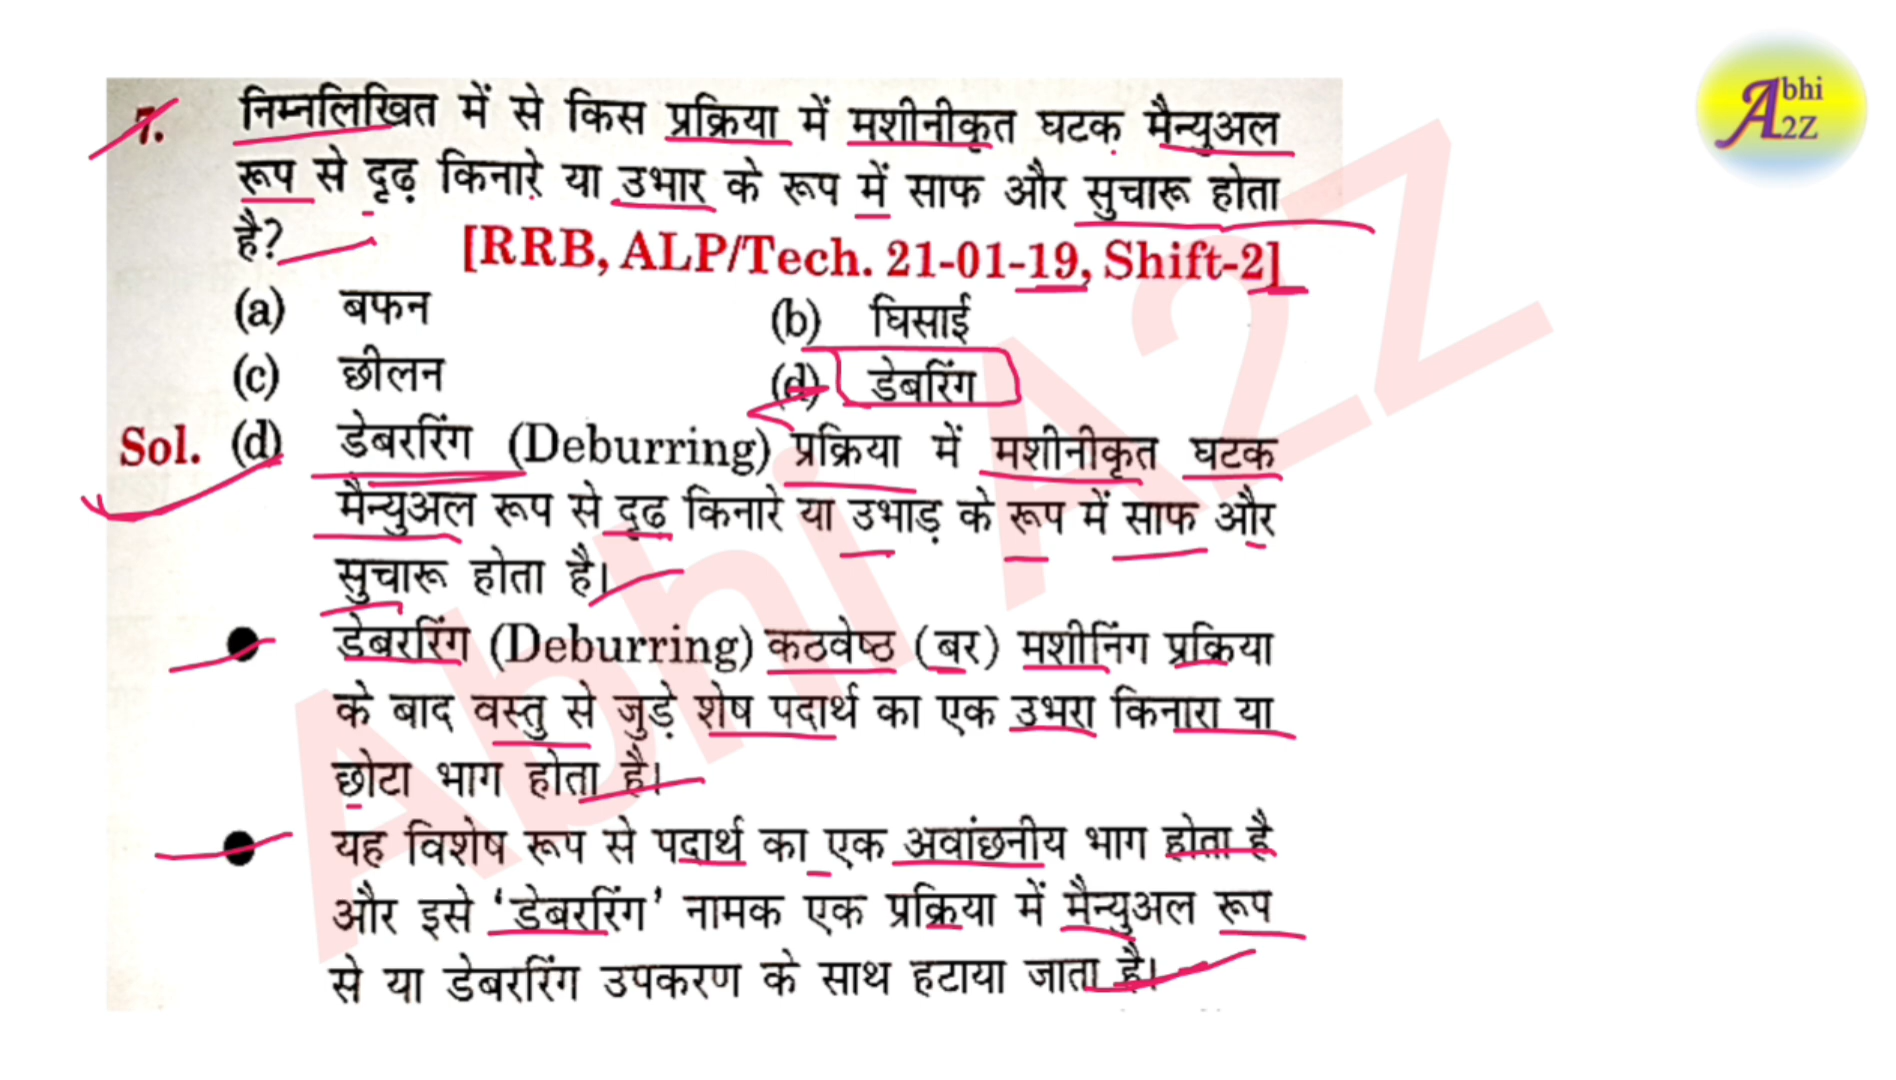 Abhi
A2Z
7. निम्नलिखित में से किस प्रक्रिया में मशीनीकृत घटक मैन्युअल
रूप से दृढ़ किनारे या उभार के रूप में साफ और सुचारू होता
है?
[RRB, ALP/Tech. 21-01-19, Shift-2]
(a) बफन (b) घिसाई
(c) छीलन (d) डेबरिंग
Sol. (d) डेबररिंग (Deburring) प्रक्रिया में मशीनीकृत घटक
मैन्युअल रूप से दृढ किनारे या उभाड़ के रूप में साफ और
सुचारू होता है।
● डेबररिंग (Deburring) कठवेष्ठ (बर) मशीनिंग प्रक्रिया
के बाद वस्तु से जुड़े शेष पदार्थ का एक उभरा किनारा या
छोटा भाग होता है।
● यह विशेष रूप से पदार्थ का एक अवांछनीय भाग होता है
और इसे ‘डेबररिंग’ नामक एक प्रक्रिया में मैन्युअल रूप
से या डेबररिंग उपकरण के साथ हटाया जाता है।
Abhi A2Z